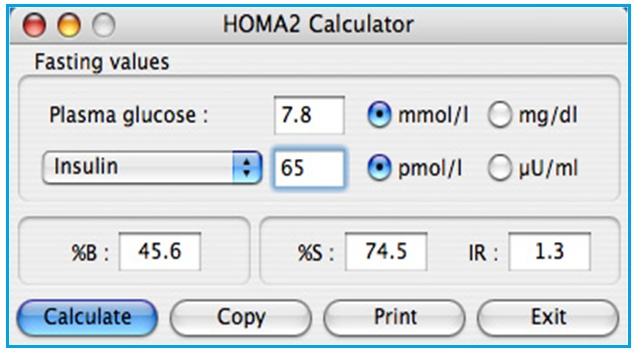 HOMA2 Calculator
Fasting values
Plasma glucose : 7.8 mmol/l mg/dl
Insulin 65 pmol/l µU/ml
%B : 45.6 %S : 74.5 IR : 1.3
Calculate Copy Print Exit